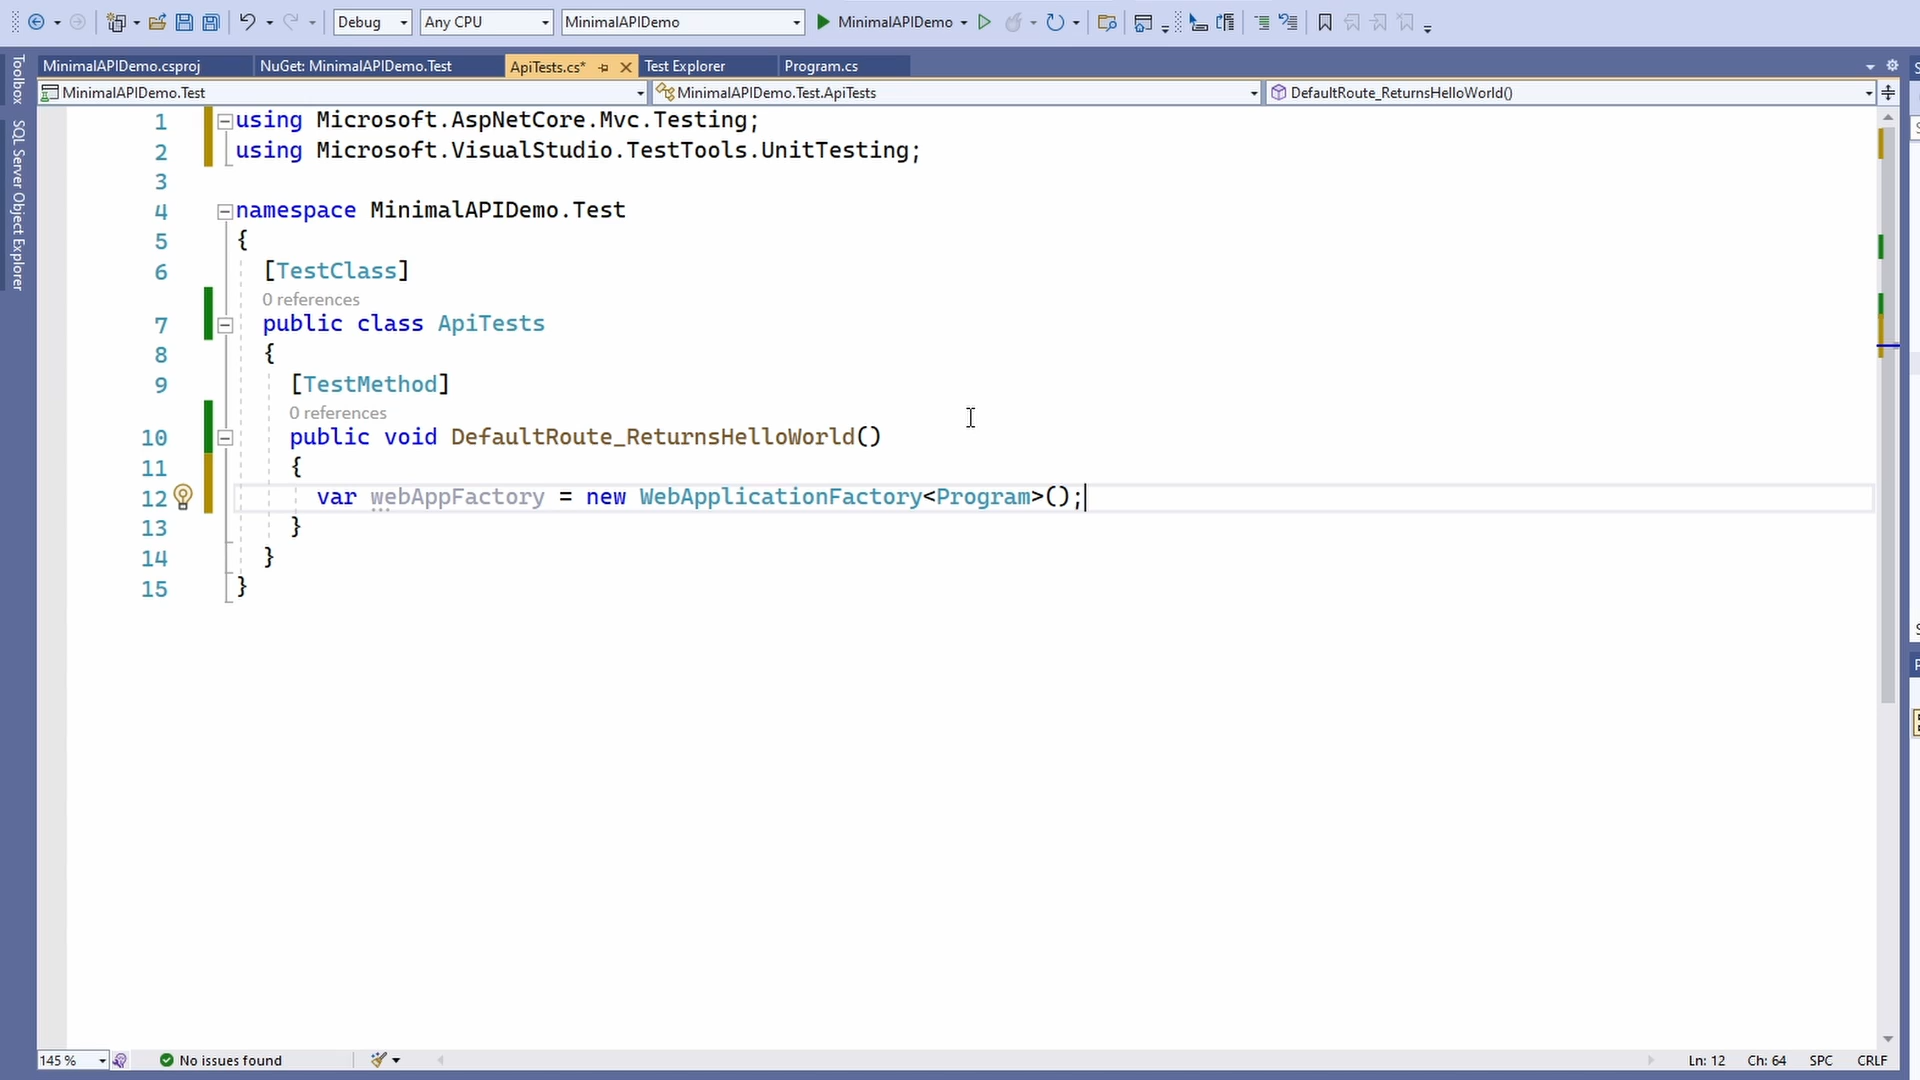 Debug Any CPU MinimalAPIDemo MinimalAPIDemo
MinimalAPIDemo.csproj NuGet: MinimalAPIDemo.Test ApiTests.cs* Test Explorer Program.cs
MinimalAPIDemo.Test MinimalAPIDemo.Test.ApiTests DefaultRoute_ReturnsHelloWorld()
Toolbox
SQL Server Object Explorer
1 using Microsoft.AspNetCore.Mvc.Testing;
2 using Microsoft.VisualStudio.TestTools.UnitTesting;
3
4 namespace MinimalAPIDemo.Test
5 {
6 [TestClass]
0 references
7 public class ApiTests
8 {
9 [TestMethod]
0 references
10 public void DefaultRoute_ReturnsHelloWorld()
11 {
12 var webAppFactory = new WebApplicationFactory<Program>();
13 }
14 }
15 }
145 % No issues found Ln: 12 Ch: 64 SPC CRLF